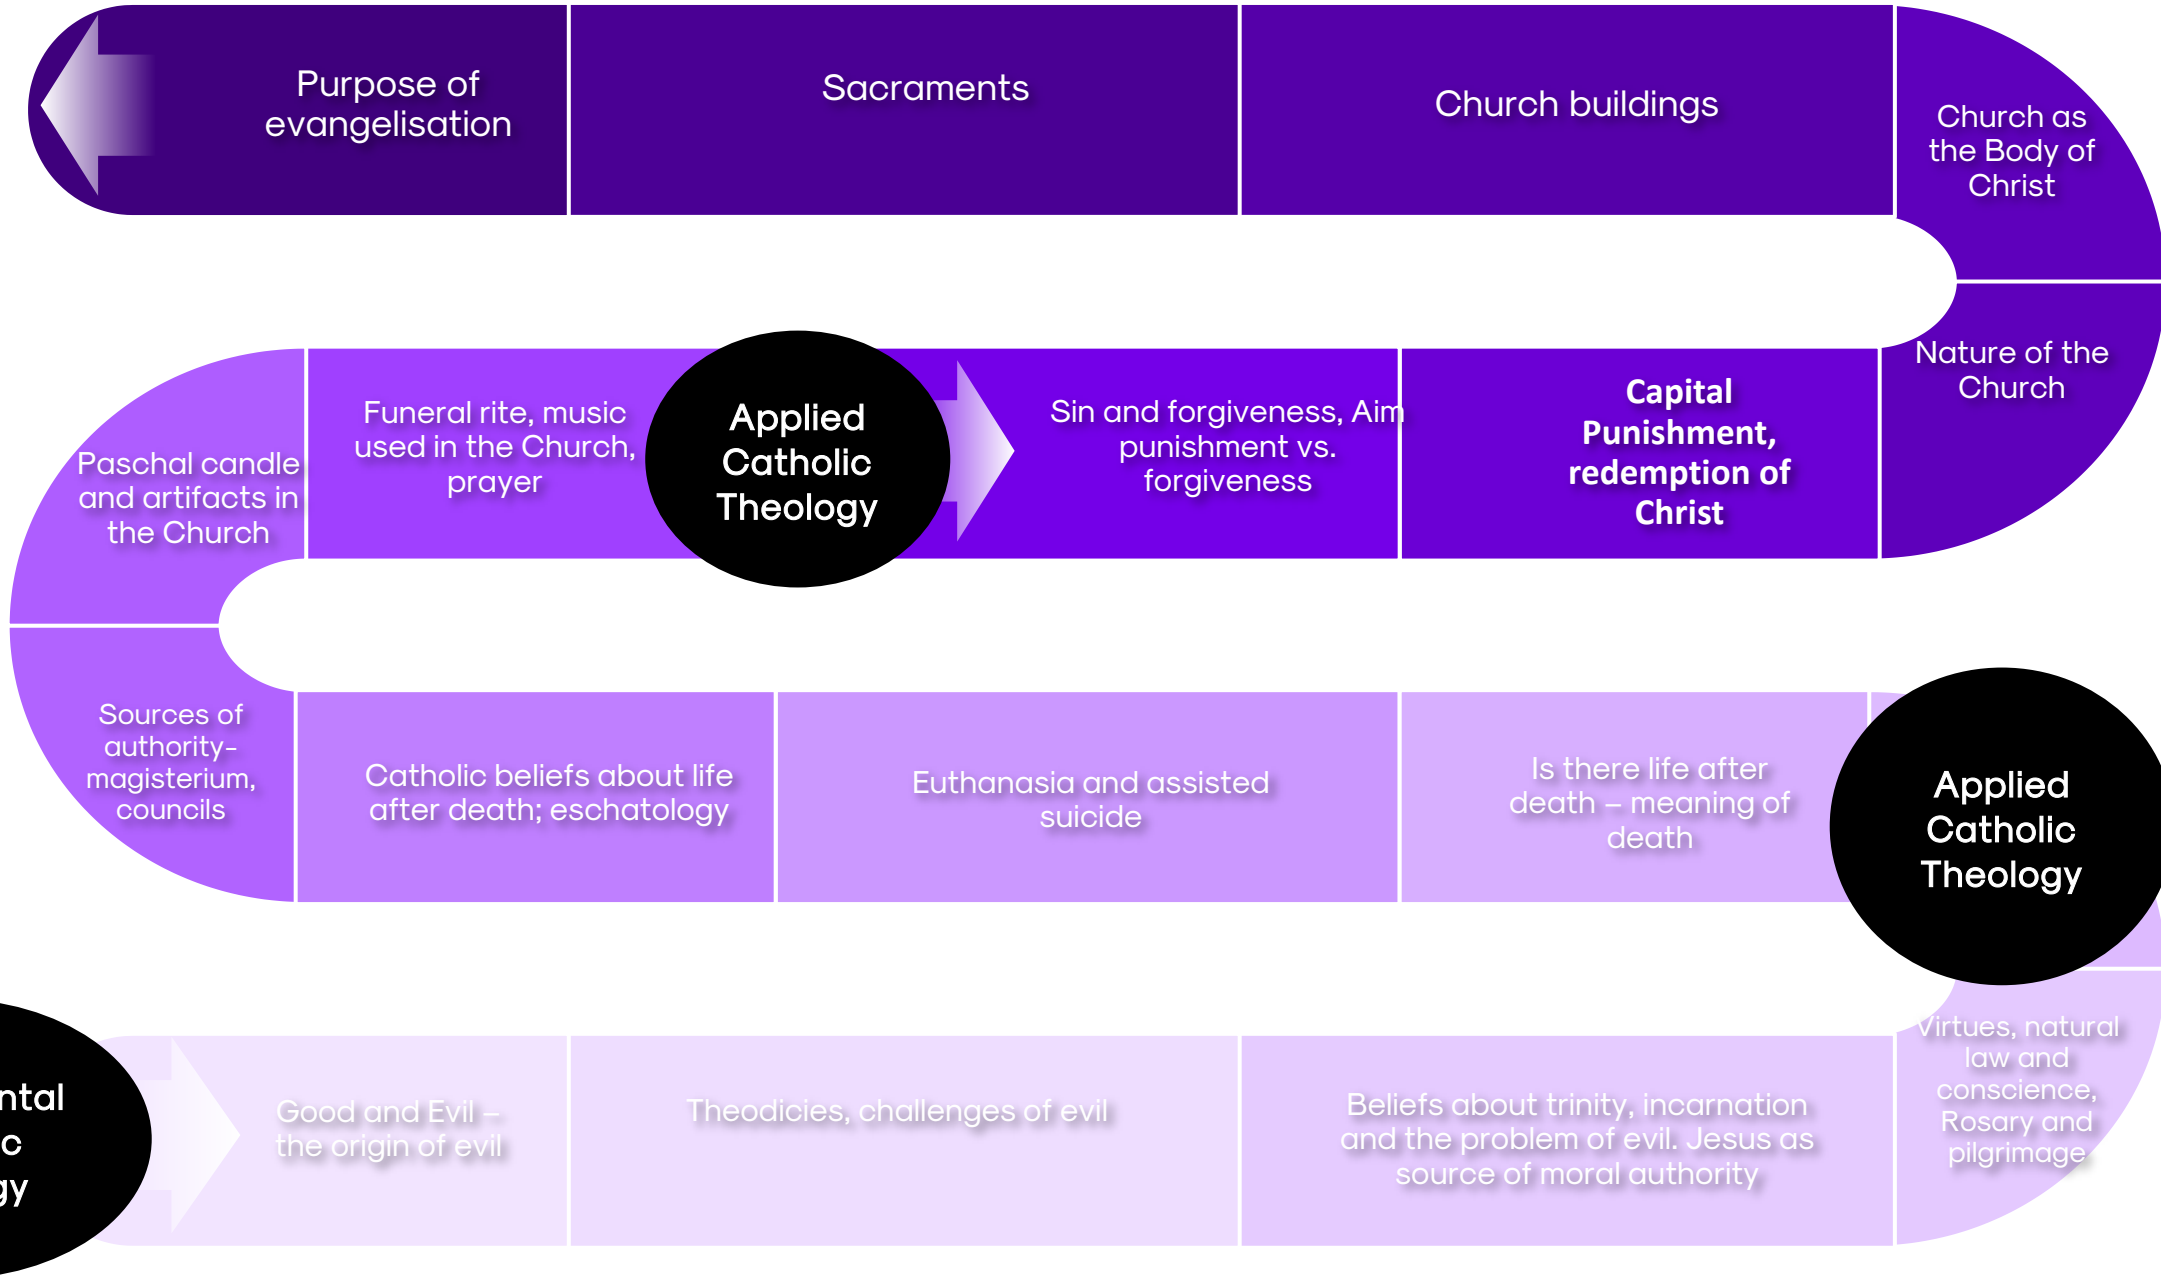 Purpose of
evangelisation
Sacraments
Church buildings
Church as
the Body of
Christ
Nature of the
Church
Paschal candle
and artifacts in
the Church
Funeral rite, music
used in the Church,
prayer
Applied
Catholic
Theology
Sin and forgiveness, Aim
punishment vs.
forgiveness
Capital
Punishment,
redemption of
Christ
Sources of
authority-
magisterium,
councils
Catholic beliefs about life
after death; eschatology
Euthanasia and assisted
suicide
Is there life after
death – meaning of
death
Applied
Catholic
Theology
ntal
c
gy
Good and Evil –
the origin of evil
Theodicies, challenges of evil
Beliefs about trinity, incarnation
and the problem of evil. Jesus as
source of moral authority
Virtues, natural
law and
conscience,
Rosary and
pilgrimage